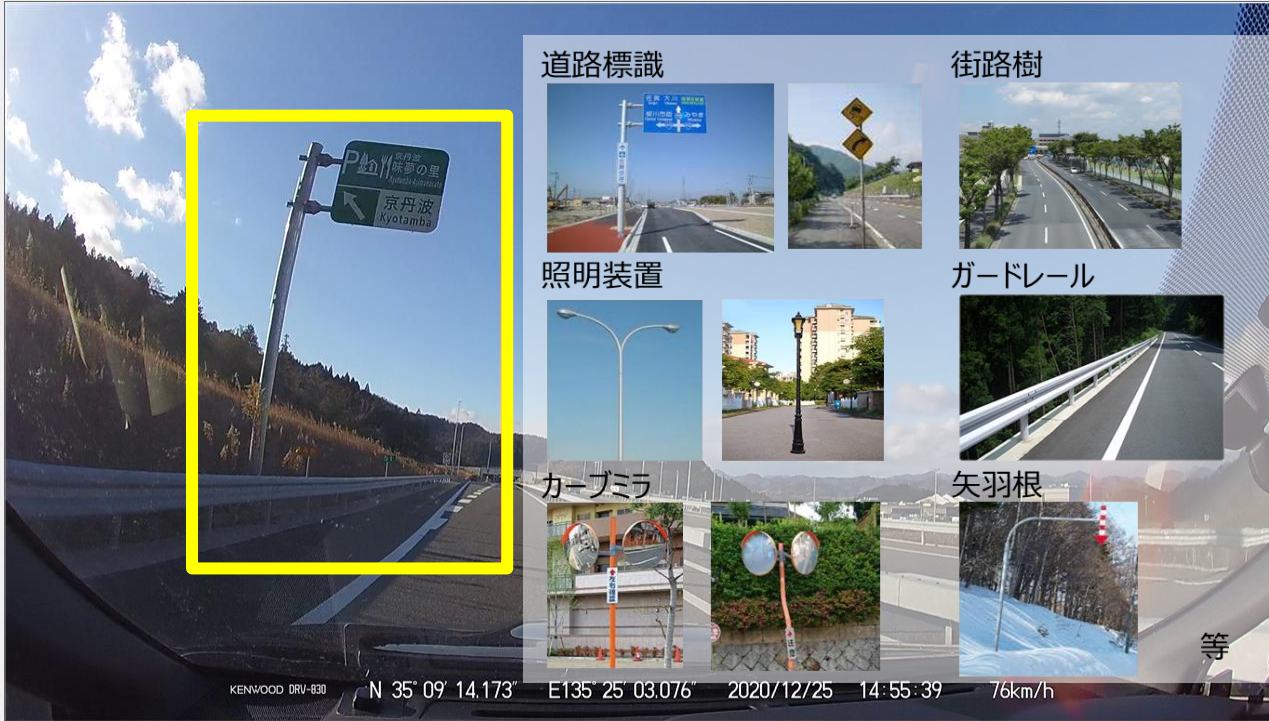 P
京丹波
味夢の里
Kyotamba-Ajimunosato
京丹波
Kyotamba
道路標識
街路樹
照明装置
ガードレール
カーブミラ
矢羽根
等
KENWOOD DRV-830 N 35° 09' 14.173" E135° 25' 03.076" 2020/12/25 14:55:39 76km/h